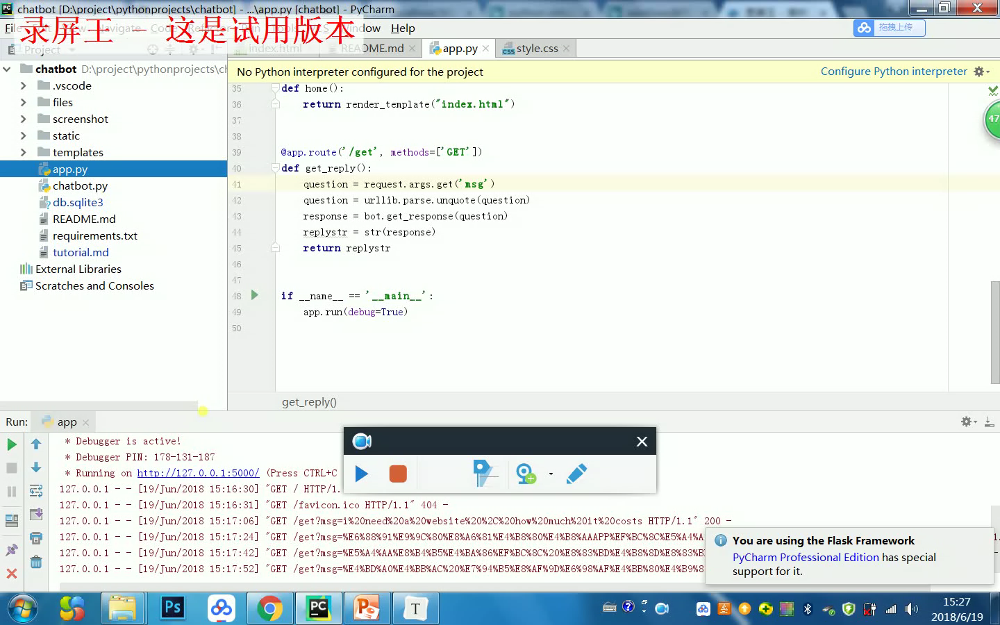 chatbot [D:\project\pythonprojects\chatbot] - ...\app.py [chatbot] - PyCharm
录屏王 — 这是试用版本
Window Help
拖拽上传
Project
index.html README.md app.py style.css
chatbot D:\project\pythonprojects\ch
No Python interpreter configured for the project
Configure Python interpreter
.vscode
files
screenshot
static
templates
app.py
chatbot.py
db.sqlite3
README.md
requirements.txt
tutorial.md
External Libraries
Scratches and Consoles
47
35 def home():
36 return render_template("index.html")
37
38
39 @app.route('/get', methods=['GET'])
40 def get_reply():
41 question = request.args.get('msg')
42 question = urllib.parse.unquote(question)
43 response = bot.get_response(question)
44 replystr = str(response)
45 return replystr
46
47
48 if __name__ == '__main__':
49 app.run(debug=True)
50
get_reply()
Run: app
* Debugger is active!
* Debugger PIN: 178-131-187
* Running on http://127.0.0.1:5000/ (Press CTRL+C
127.0.0.1 - - [19/Jun/2018 15:16:30] "GET / HTTP/1.
127.0.0.1 - - [19/Jun/2018 15:16:31] "GET /favicon.ico HTTP/1.1" 404 -
127.0.0.1 - - [19/Jun/2018 15:17:06] "GET /get?msg=i%20need%20a%20website%20%2C%20how%20much%20it%20costs HTTP/1.1" 200 -
127.0.0.1 - - [19/Jun/2018 15:17:24] "GET /get?msg=%E6%88%91%E9%9C%80%E8%A6%81%E4%B8%80%E4%B8%AAAPP%EF%BC%8C%E5%A4%A
127.0.0.1 - - [19/Jun/2018 15:17:42] "GET /get?msg=%E5%A4%AA%E8%B4%B5%E4%BA%86%EF%BC%8C%20%E8%83%BD%E4%B8%8D%E8%83%B
127.0.0.1 - - [19/Jun/2018 15:17:52] "GET /get?msg=%E4%BD%A0%E4%BB%AC%20%E7%94%B5%E8%AF%9D%E6%98%AF%E4%BB%80%E4%B9%8
You are using the Flask Framework
PyCharm Professional Edition has special
support for it.
Ps
PC
T
15:27
2018/6/19